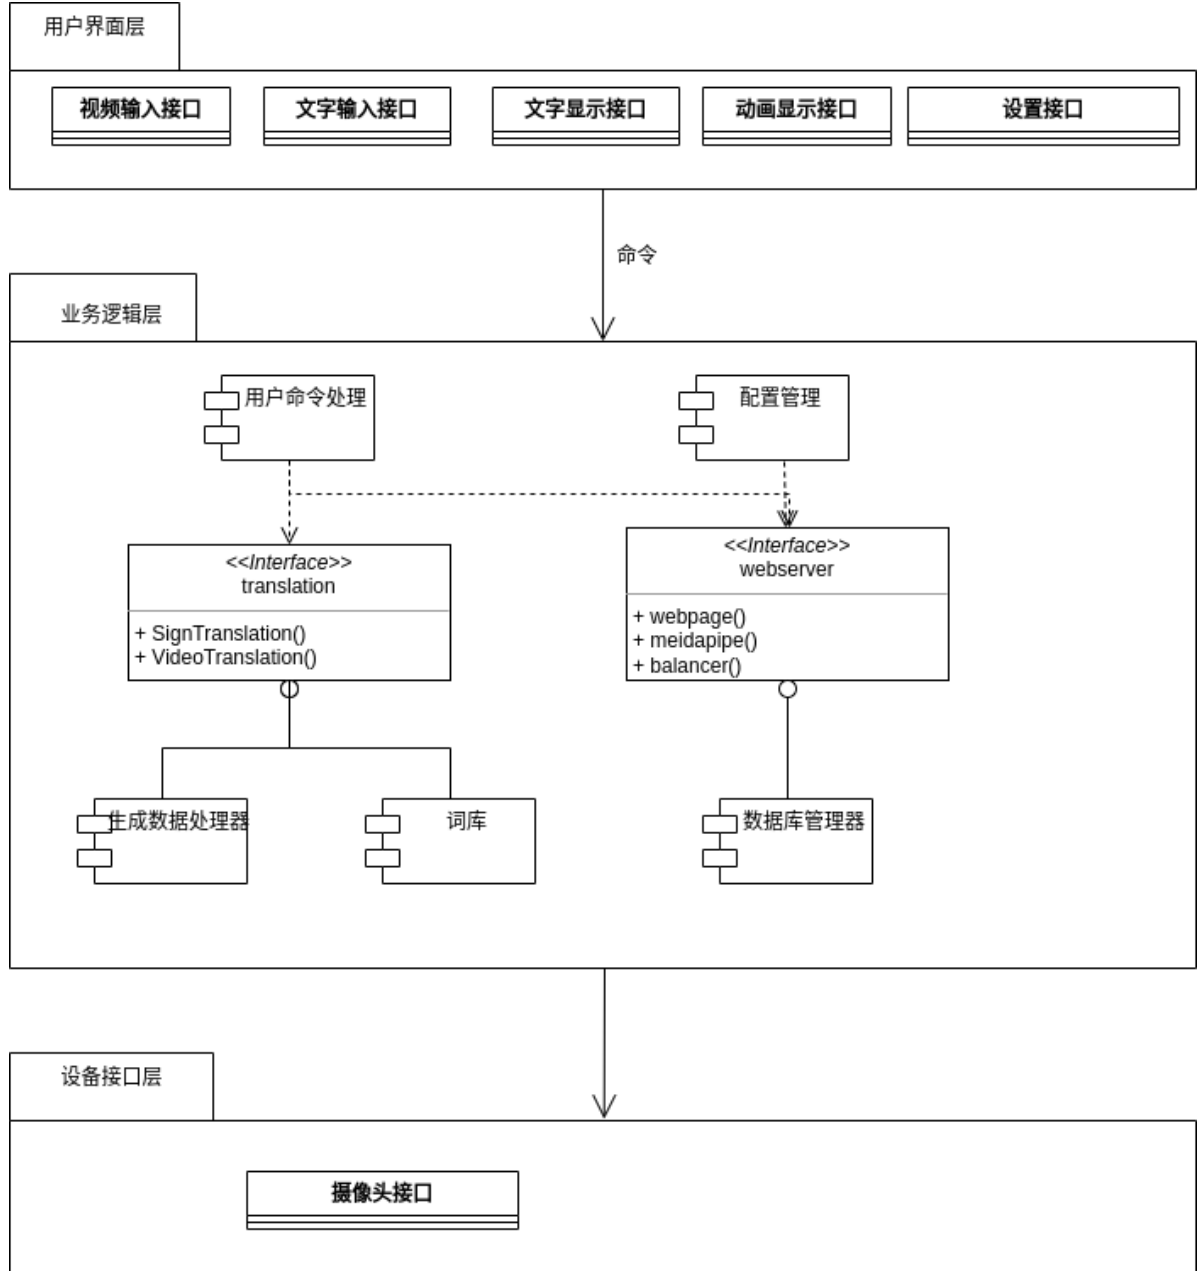 用户界面层
视频输入接口
文字输入接口
文字显示接口
动画显示接口
设置接口
命令
业务逻辑层
用户命令处理
配置管理
<<Interface>>
translation
+ SignTranslation()
+ VideoTranslation()
<<Interface>>
webserver
+ webpage()
+ meidapipe()
+ balancer()
生成数据处理器
词库
数据库管理器
设备接口层
摄像头接口